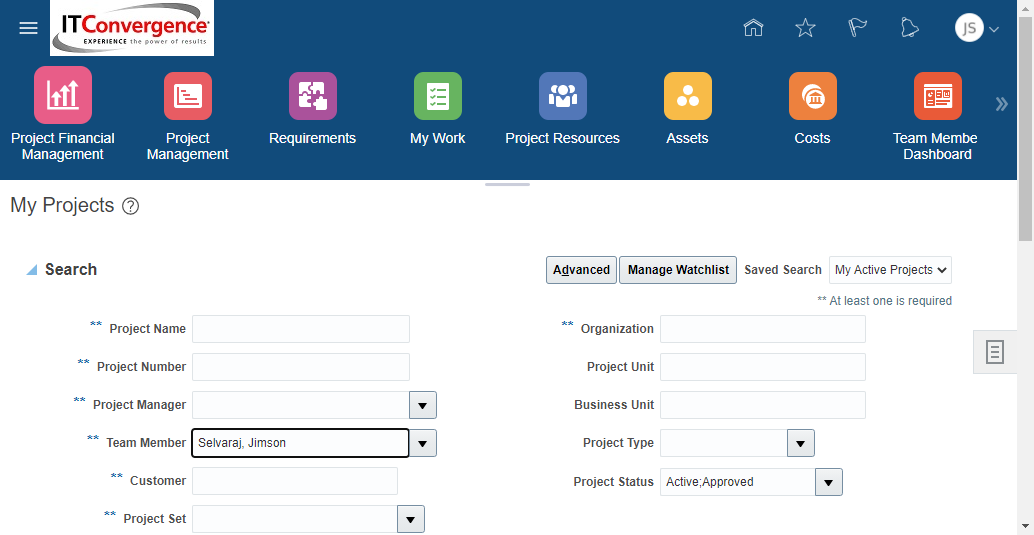 ITConvergence®
EXPERIENCE the power of results
JS
Project Financial
Management
Project
Management
Requirements
My Work
Project Resources
Assets
Costs
Team Membe
Dashboard
My Projects ?
Search
Advanced
Manage Watchlist
Saved Search
My Active Projects
** At least one is required
** Project Name
** Project Number
** Project Manager
** Team Member Selvaraj, Jimson
** Customer
** Project Set
** Organization
Project Unit
Business Unit
Project Type
Project Status Active;Approved